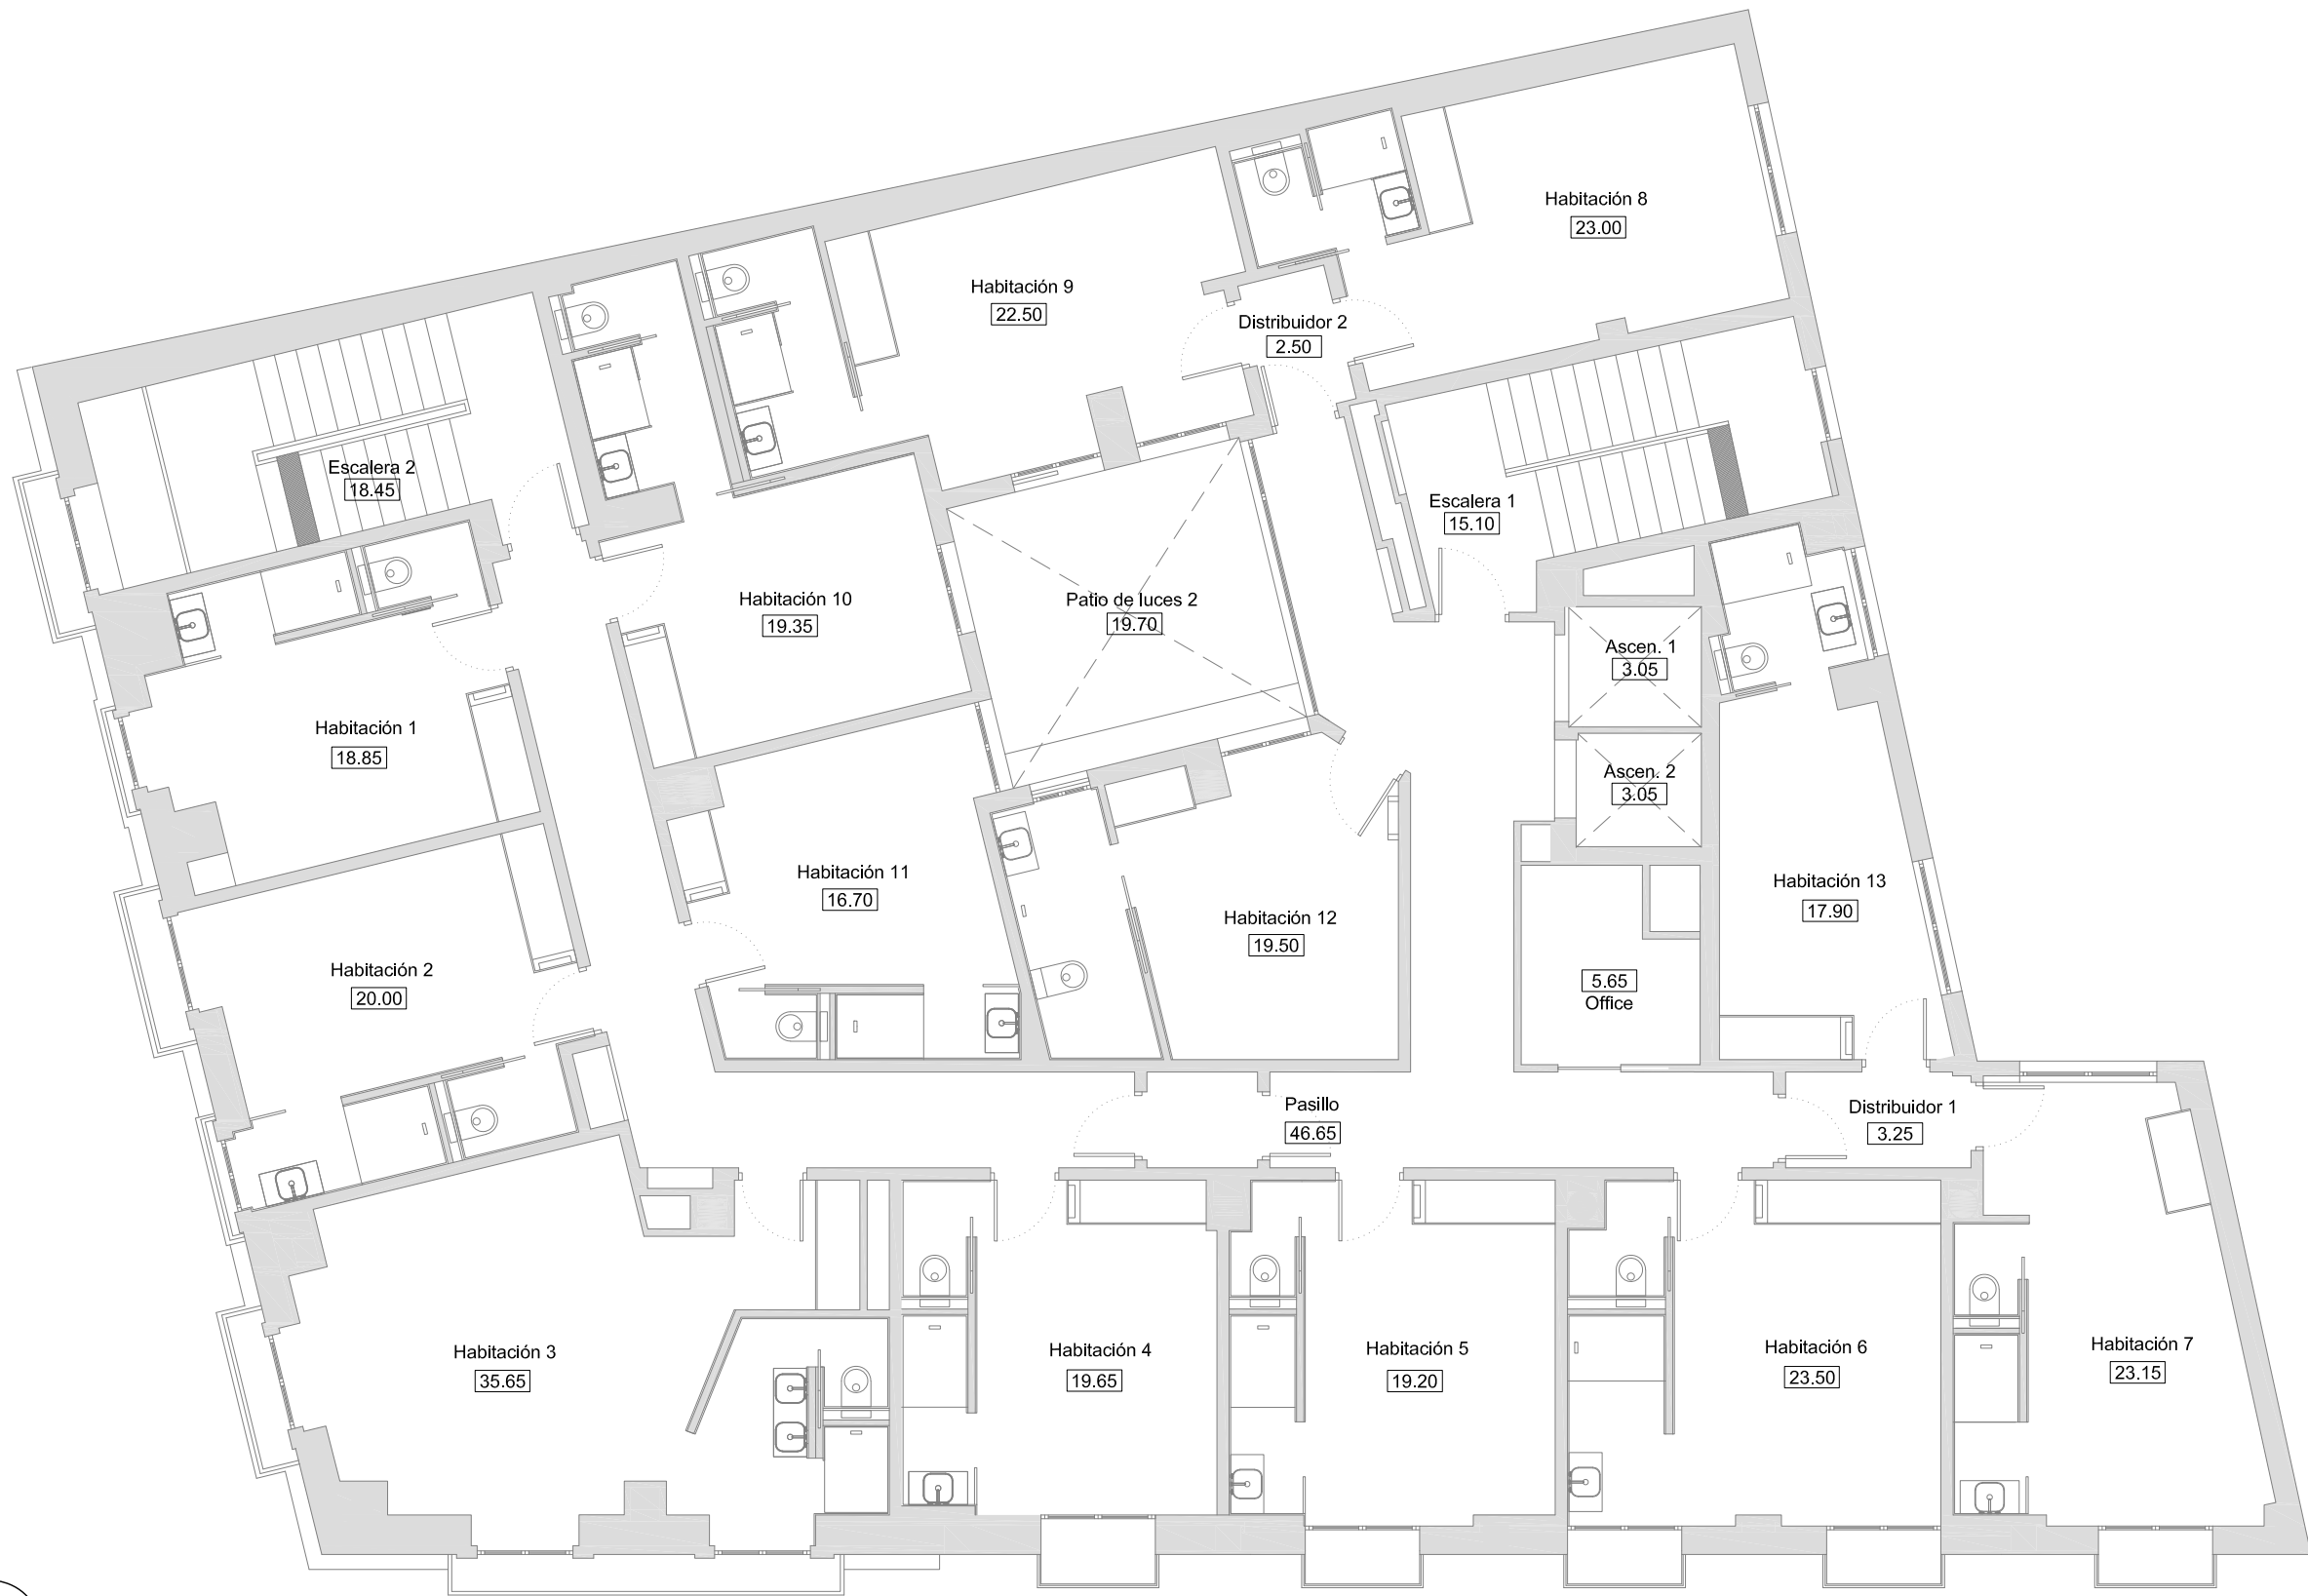 Habitación 8
23.00
Habitación 9
22.50
Distribuidor 2
2.50
Escalera 2
18.45
Escalera 1
15.10
Habitación 10
19.35
Patio de luces 2
19.70
Ascen. 1
3.05
Habitación 1
18.85
Ascen. 2
3.05
Habitación 11
16.70
Habitación 13
17.90
Habitación 12
19.50
Habitación 2
20.00
5.65
Office
Pasillo
46.65
Distribuidor 1
3.25
Habitación 3
35.65
Habitación 4
19.65
Habitación 5
19.20
Habitación 6
23.50
Habitación 7
23.15